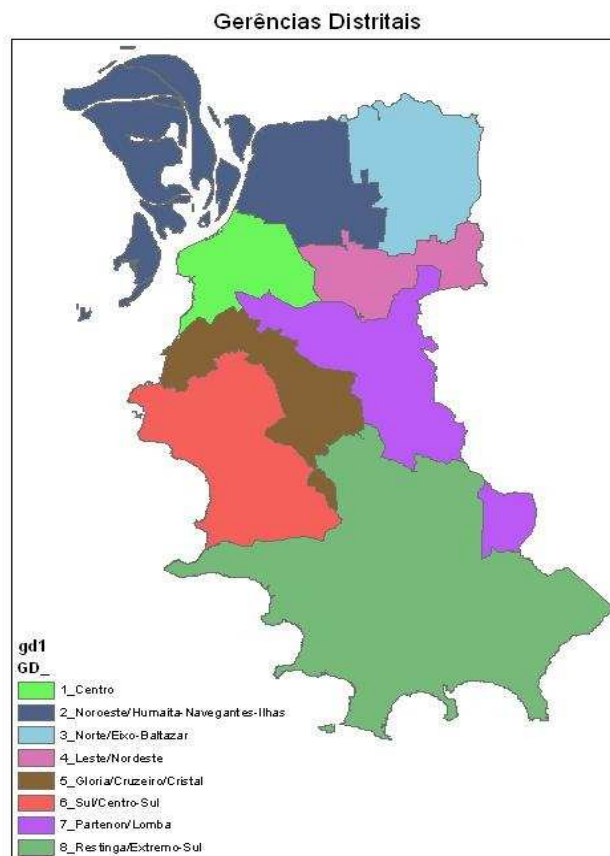 Gerências Distritais
gd1
GD_
1_Centro
2_Noroeste/Humaita-Navegantes-Ilhas
3_Norte/Eixo-Baltazar
4_Leste/Nordeste
5_Gloria/Cruzeiro/Cristal
6_Sul/Centro-Sul
7_Partenon/Lomba
8_Restinga/Extremo-Sul